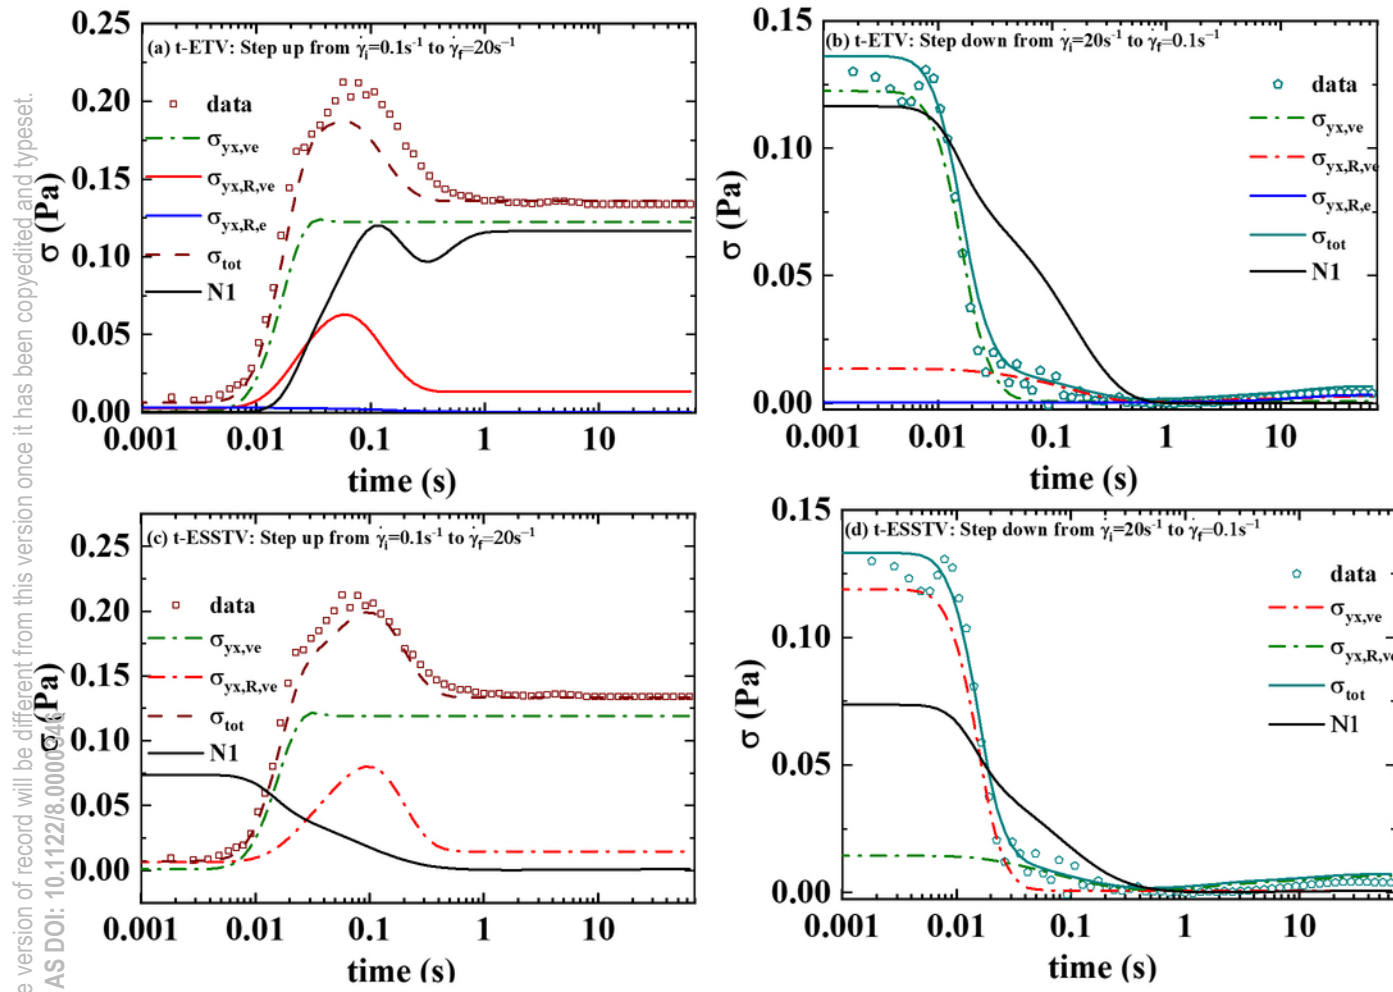 e version of record will be different from this version once it has been copyedited and typeset.
AS DOI: 10.1122/8.0000
(a) t-ETV: Step up from γ̇i=0.1s⁻¹ to γ̇f=20s⁻¹
data
σyx,ve
σyx,R,ve
σyx,R,e
σtot
N1
σ (Pa)
0.25
0.20
0.15
0.10
0.05
0.00
0.001 0.01 0.1 1 10
time (s)
(b) t-ETV: Step down from γ̇i=20s⁻¹ to γ̇f=0.1s⁻¹
data
σyx,ve
σyx,R,ve
σyx,R,e
σtot
N1
σ (Pa)
0.15
0.10
0.05
0.00
0.001 0.01 0.1 1 10
time (s)
(c) t-ESSTV: Step up from γ̇i=0.1s⁻¹ to γ̇f=20s⁻¹
data
σyx,ve
σyx,R,ve
σtot
N1
σ (Pa)
0.25
0.20
0.15
0.10
0.05
0.00
0.001 0.01 0.1 1 10
time (s)
(d) t-ESSTV: Step down from γ̇i=20s⁻¹ to γ̇f=0.1s⁻¹
data
σyx,ve
σyx,R,ve
σtot
N1
σ (Pa)
0.15
0.10
0.05
0.00
0.001 0.01 0.1 1 10
time (s)